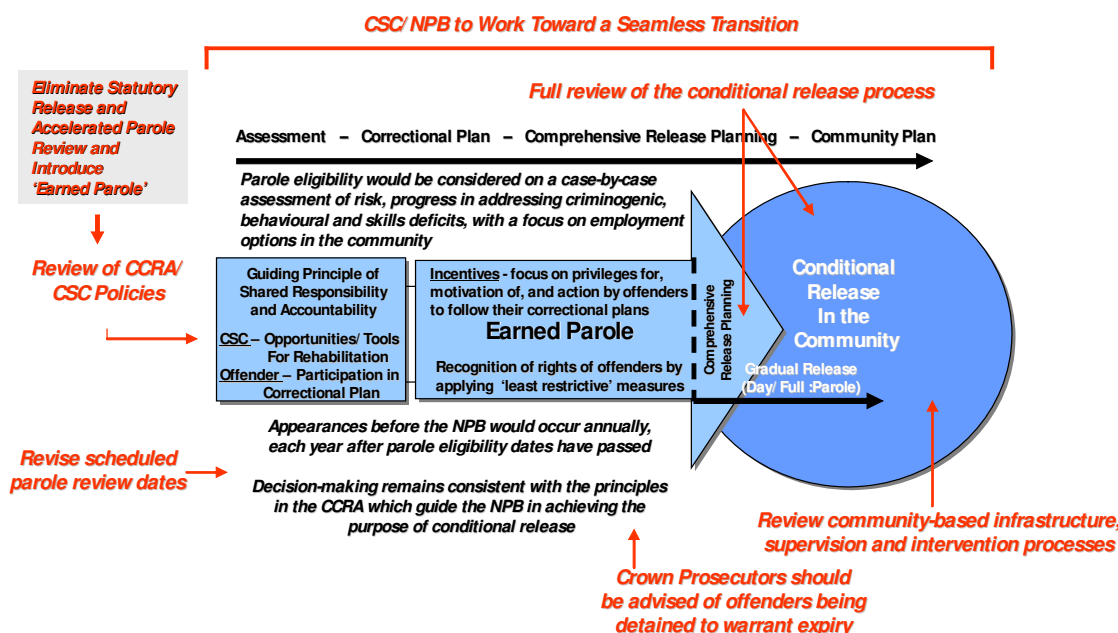 CSC/ NPB to Work Toward a Seamless Transition
Eliminate Statutory
Release and
Accelerated Parole
Review and
Introduce
‘Earned Parole’
Full review of the conditional release process
Assessment – Correctional Plan – Comprehensive Release Planning – Community Plan
Parole eligibility would be considered on a case-by-case
assessment of risk, progress in addressing criminogenic,
behavioural and skills deficits, with a focus on employment
options in the community
Review of CCRA/
CSC Policies
Guiding Principle of
Shared Responsibility
and Accountability
CSC – Opportunities/ Tools
For Rehabilitation
Offender – Participation in
Correctional Plan
Incentives - focus on privileges for,
motivation of, and action by offenders
to follow their correctional plans
Earned Parole
Recognition of rights of offenders by
applying ‘least restrictive’ measures
Comprehensive
Release Planning
Conditional
Release
In the
Community
Gradual Release
(Day/ Full :Parole)
Appearances before the NPB would occur annually,
each year after parole eligibility dates have passed
Revise scheduled
parole review dates
Decision-making remains consistent with the principles
in the CCRA which guide the NPB in achieving the
purpose of conditional release
Review community-based infrastructure,
supervision and intervention processes
Crown Prosecutors should
be advised of offenders being
detained to warrant expiry